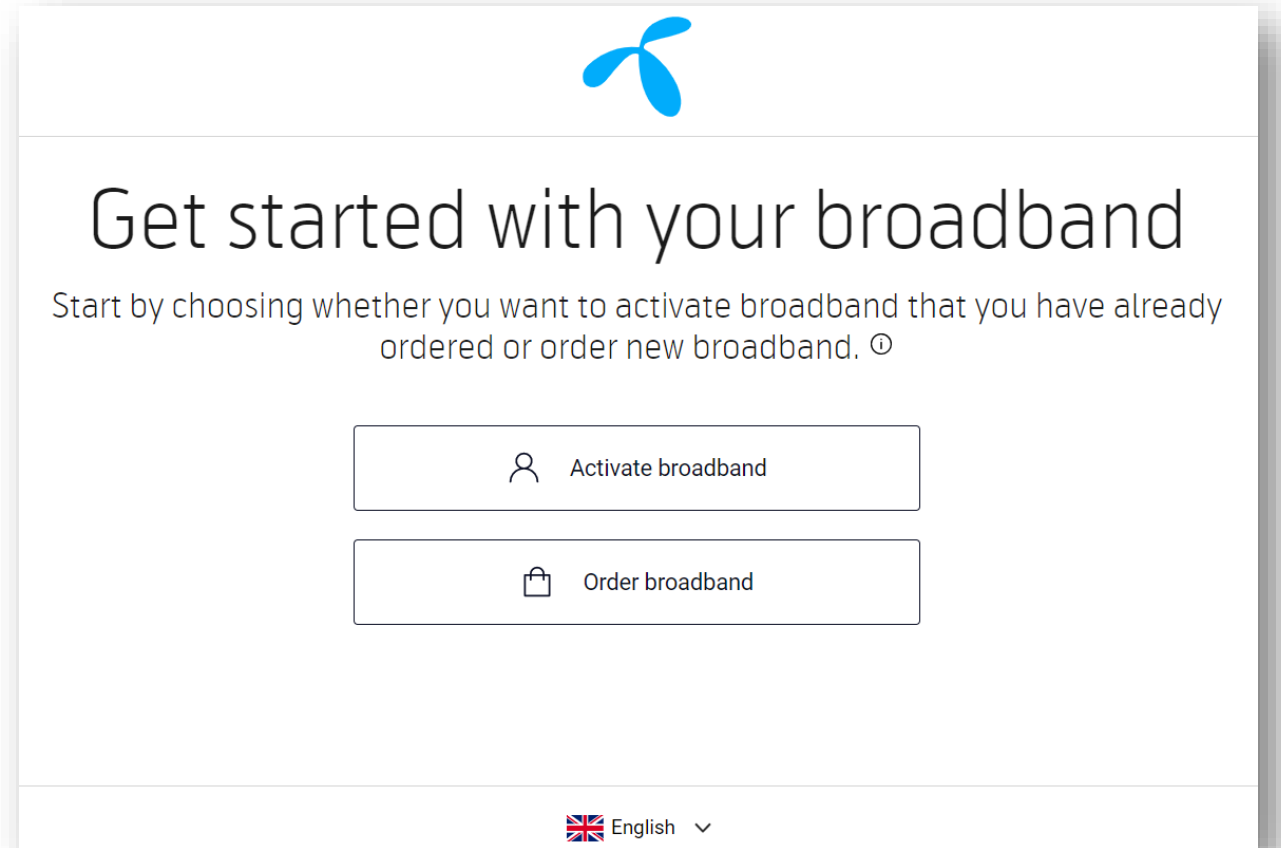 Get started with your broadband
Start by choosing whether you want to activate broadband that you have already
ordered or order new broadband.
Activate broadband
Order broadband
English